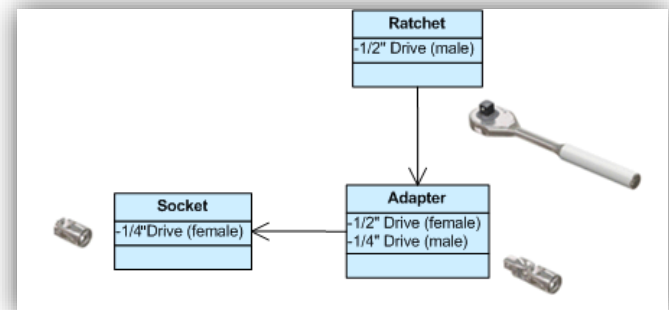 Ratchet
-1/2" Drive (male)
Adapter
-1/2" Drive (female)
-1/4" Drive (male)
Socket
-1/4"Drive (female)